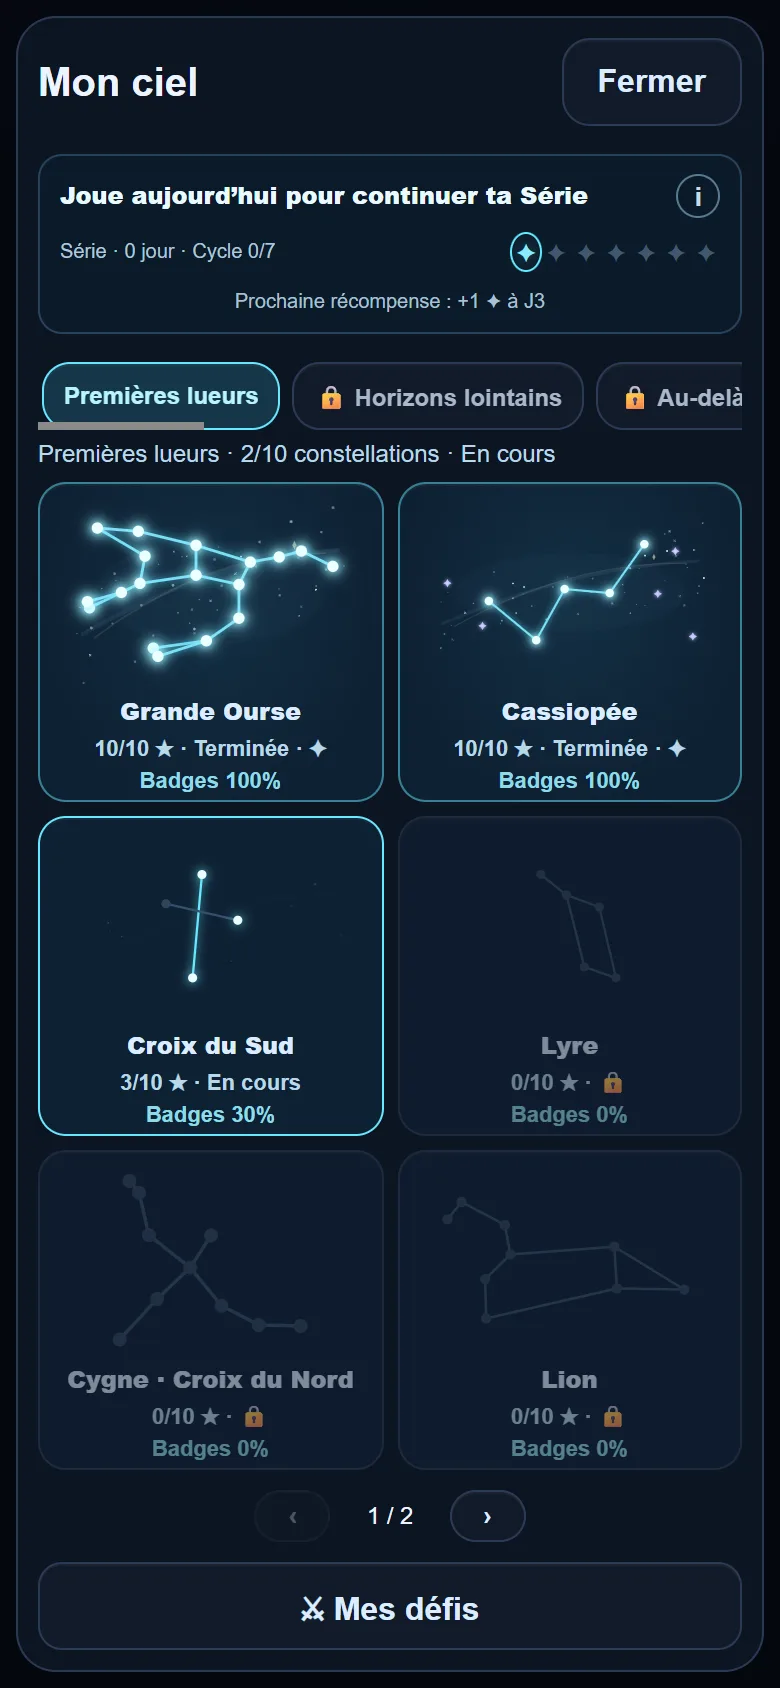 Mon ciel
Fermer
Joue aujourd’hui pour continuer ta Série
i
Série · 0 jour · Cycle 0/7
Prochaine récompense : +1 ✦ à J3
Premières lueurs
🔒 Horizons lointains
🔒 Au-delà
Premières lueurs · 2/10 constellations · En cours
Grande Ourse
10/10 ★ · Terminée · ✦
Badges 100%
Cassiopée
10/10 ★ · Terminée · ✦
Badges 100%
Croix du Sud
3/10 ★ · En cours
Badges 30%
Lyre
0/10 ★ · 🔒
Badges 0%
Cygne · Croix du Nord
0/10 ★ · 🔒
Badges 0%
Lion
0/10 ★ · 🔒
Badges 0%
‹ 1 / 2 ›
⚔ Mes défis